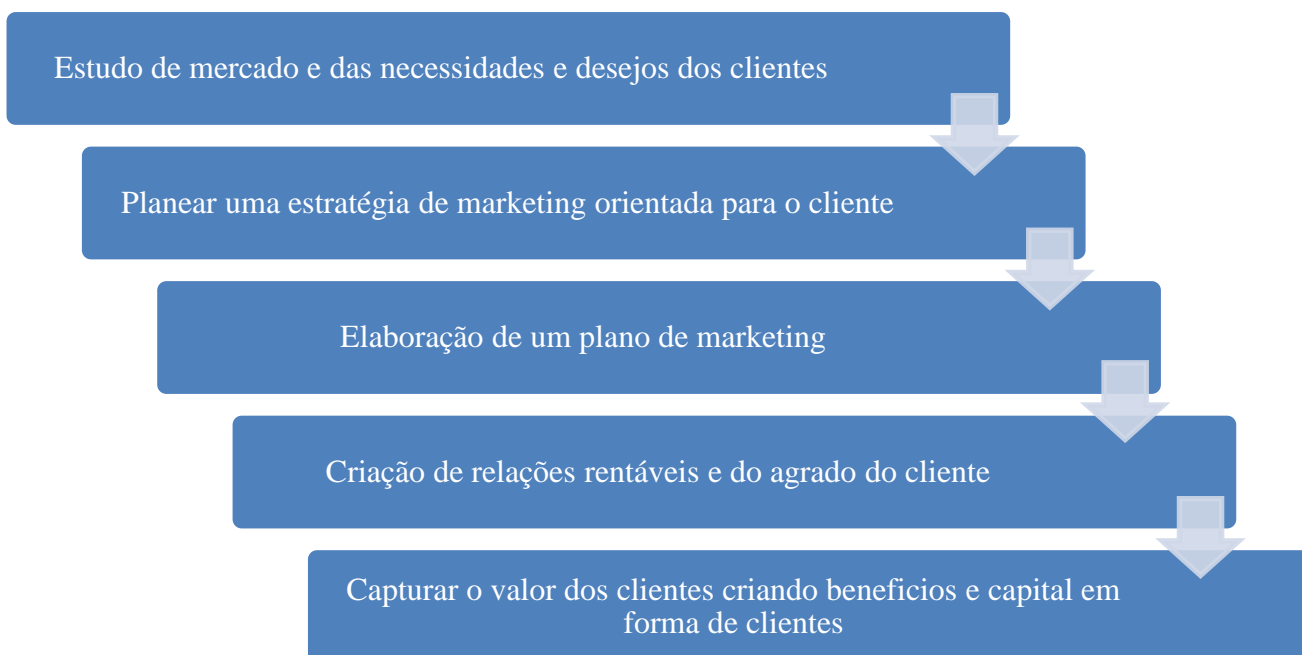 Estudo de mercado e das necessidades e desejos dos clientes
Planear uma estratégia de marketing orientada para o cliente
Elaboração de um plano de marketing
Criação de relações rentáveis e do agrado do cliente
Capturar o valor dos clientes criando beneficios e capital em
forma de clientes